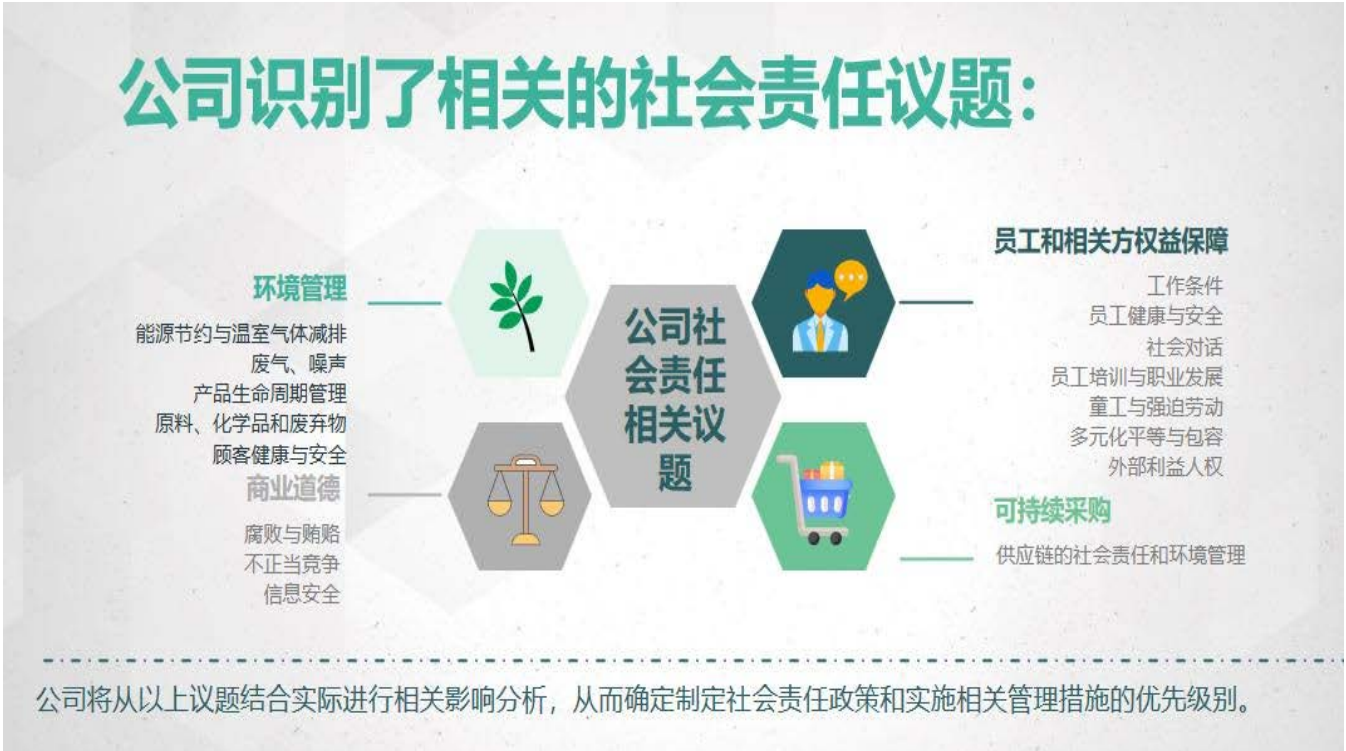 公司识别了相关的社会责任议题：
环境管理
能源节约与温室气体减排
废气、噪声
产品生命周期管理
原料、化学品和废弃物
顾客健康与安全
商业道德
腐败与贿赂
不正当竞争
信息安全
公司社
会责任
相关议
题
员工和相关方权益保障
工作条件
员工健康与安全
社会对话
员工培训与职业发展
童工与强迫劳动
多元化平等与包容
外部利益人权
可持续采购
供应链的社会责任和环境管理
公司将从以上议题结合实际进行相关影响分析，从而确定制定社会责任政策和实施相关管理措施的优先级别。